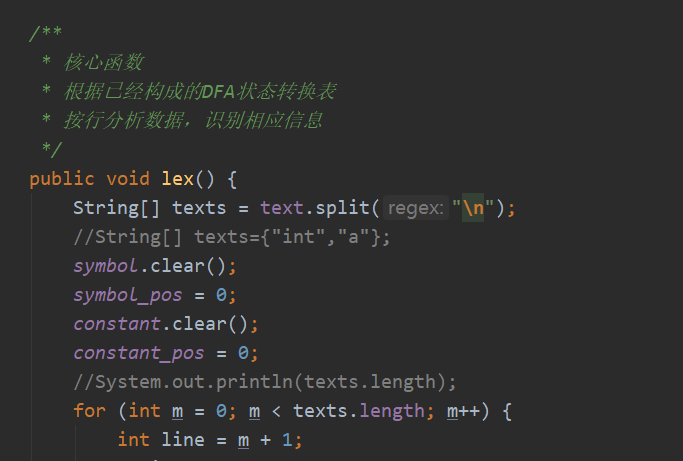 /**
 * 核心函数
 * 根据已经构成的DFA状态转换表
 * 按行分析数据，识别相应信息
 */
public void lex() {
    String[] texts = text.split( regex: "\n");
    //String[] texts={"int","a"};
    symbol.clear();
    symbol_pos = 0;
    constant.clear();
    constant_pos = 0;
    //System.out.println(texts.length);
    for (int m = 0; m < texts.length; m++) {
        int line = m + 1;